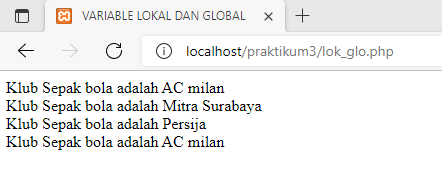 VARIABLE LOKAL DAN GLOBAL
localhost/praktikum3/lok_glo.php
Klub Sepak bola adalah AC milan
Klub Sepak bola adalah Mitra Surabaya
Klub Sepak bola adalah Persija
Klub Sepak bola adalah AC milan